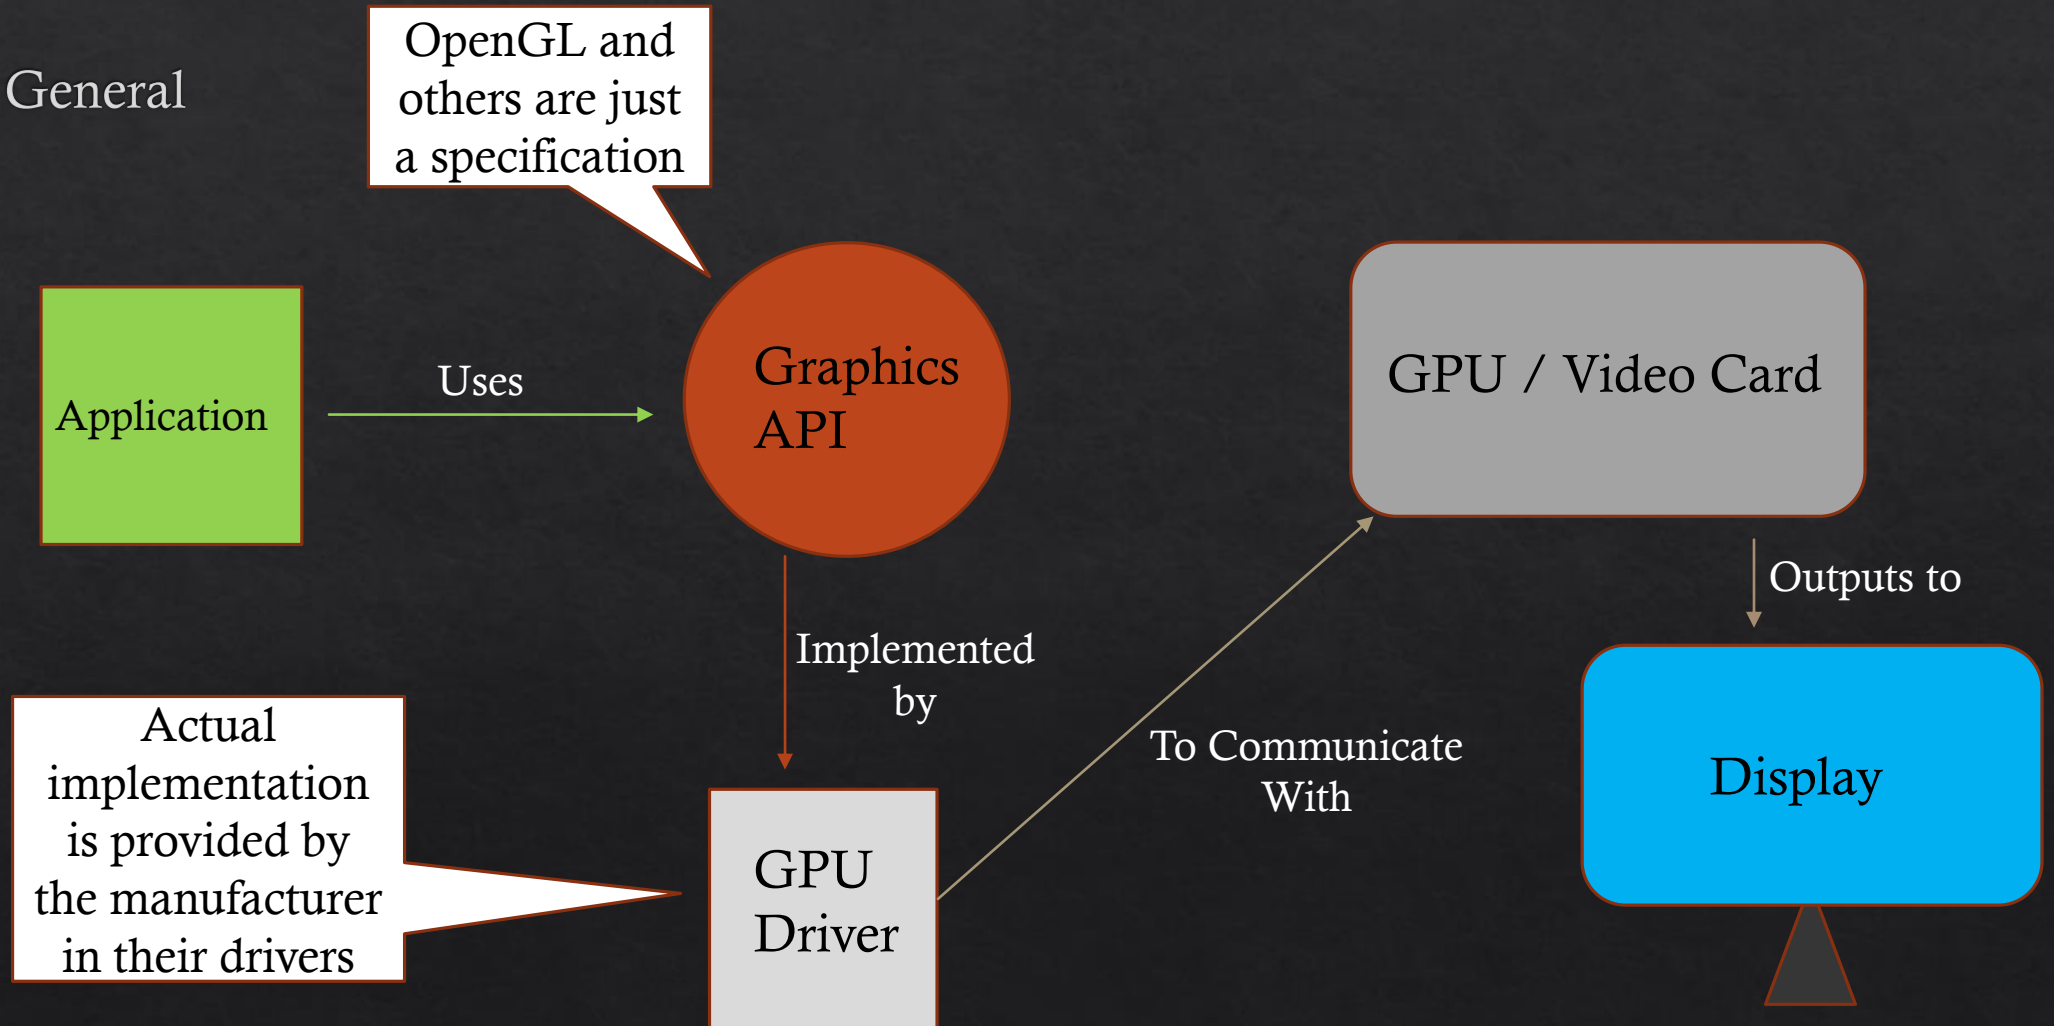 General
OpenGL and
others are just
a specification
Application
Uses
Graphics
API
GPU / Video Card
Outputs to
Implemented
by
To Communicate
With
Display
Actual
implementation
is provided by
the manufacturer
in their drivers
GPU
Driver